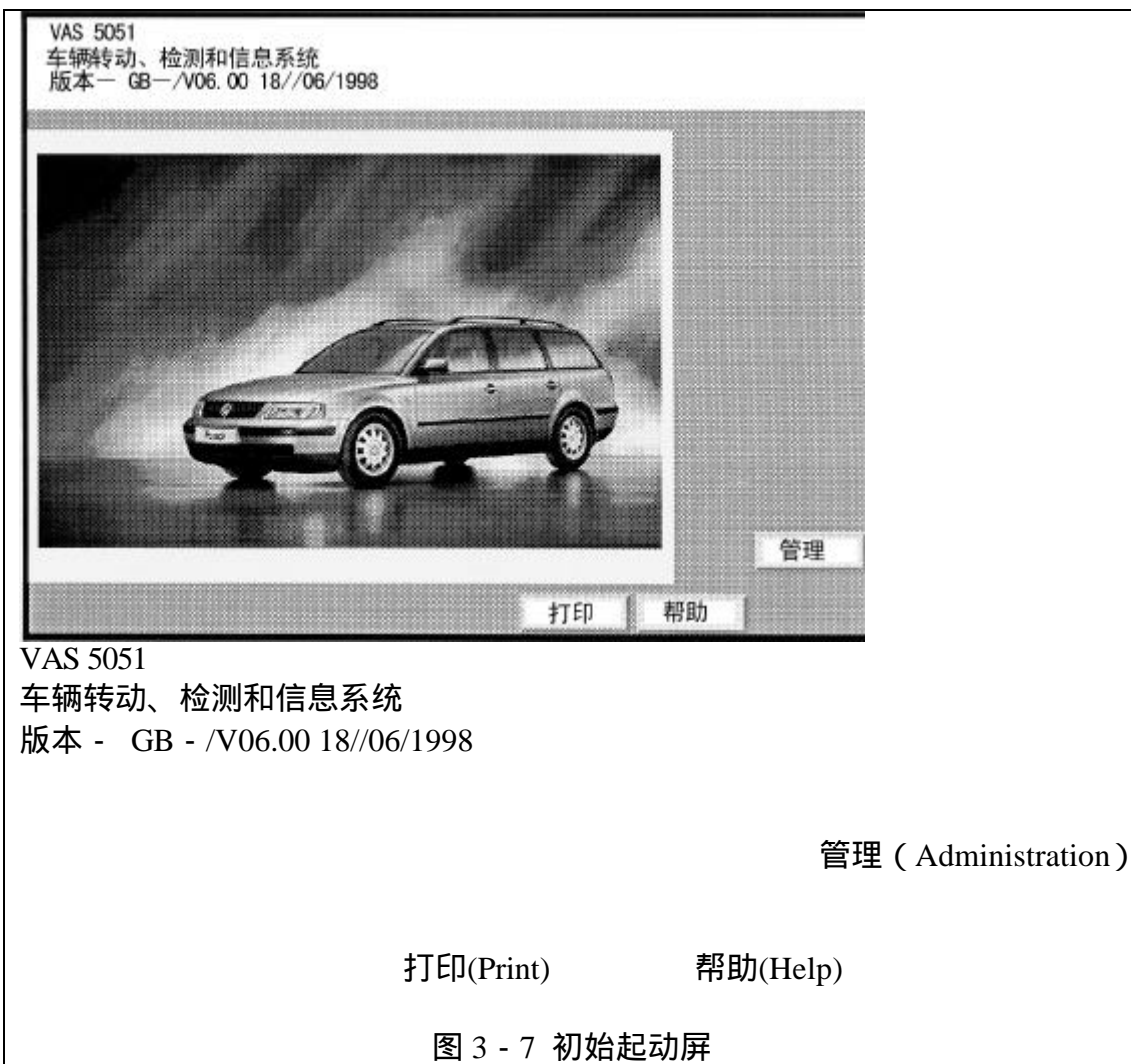 VAS 5051
车辆转动、检测和信息系统
版本— GB—/V06.00 18//06/1998
管理
打印 帮助
VAS 5051
车辆转动、检测和信息系统
版本 - GB - /V06.00 18//06/1998
管理(Administration)
打印(Print) 帮助(Help)
图 3 - 7 初始起动屏